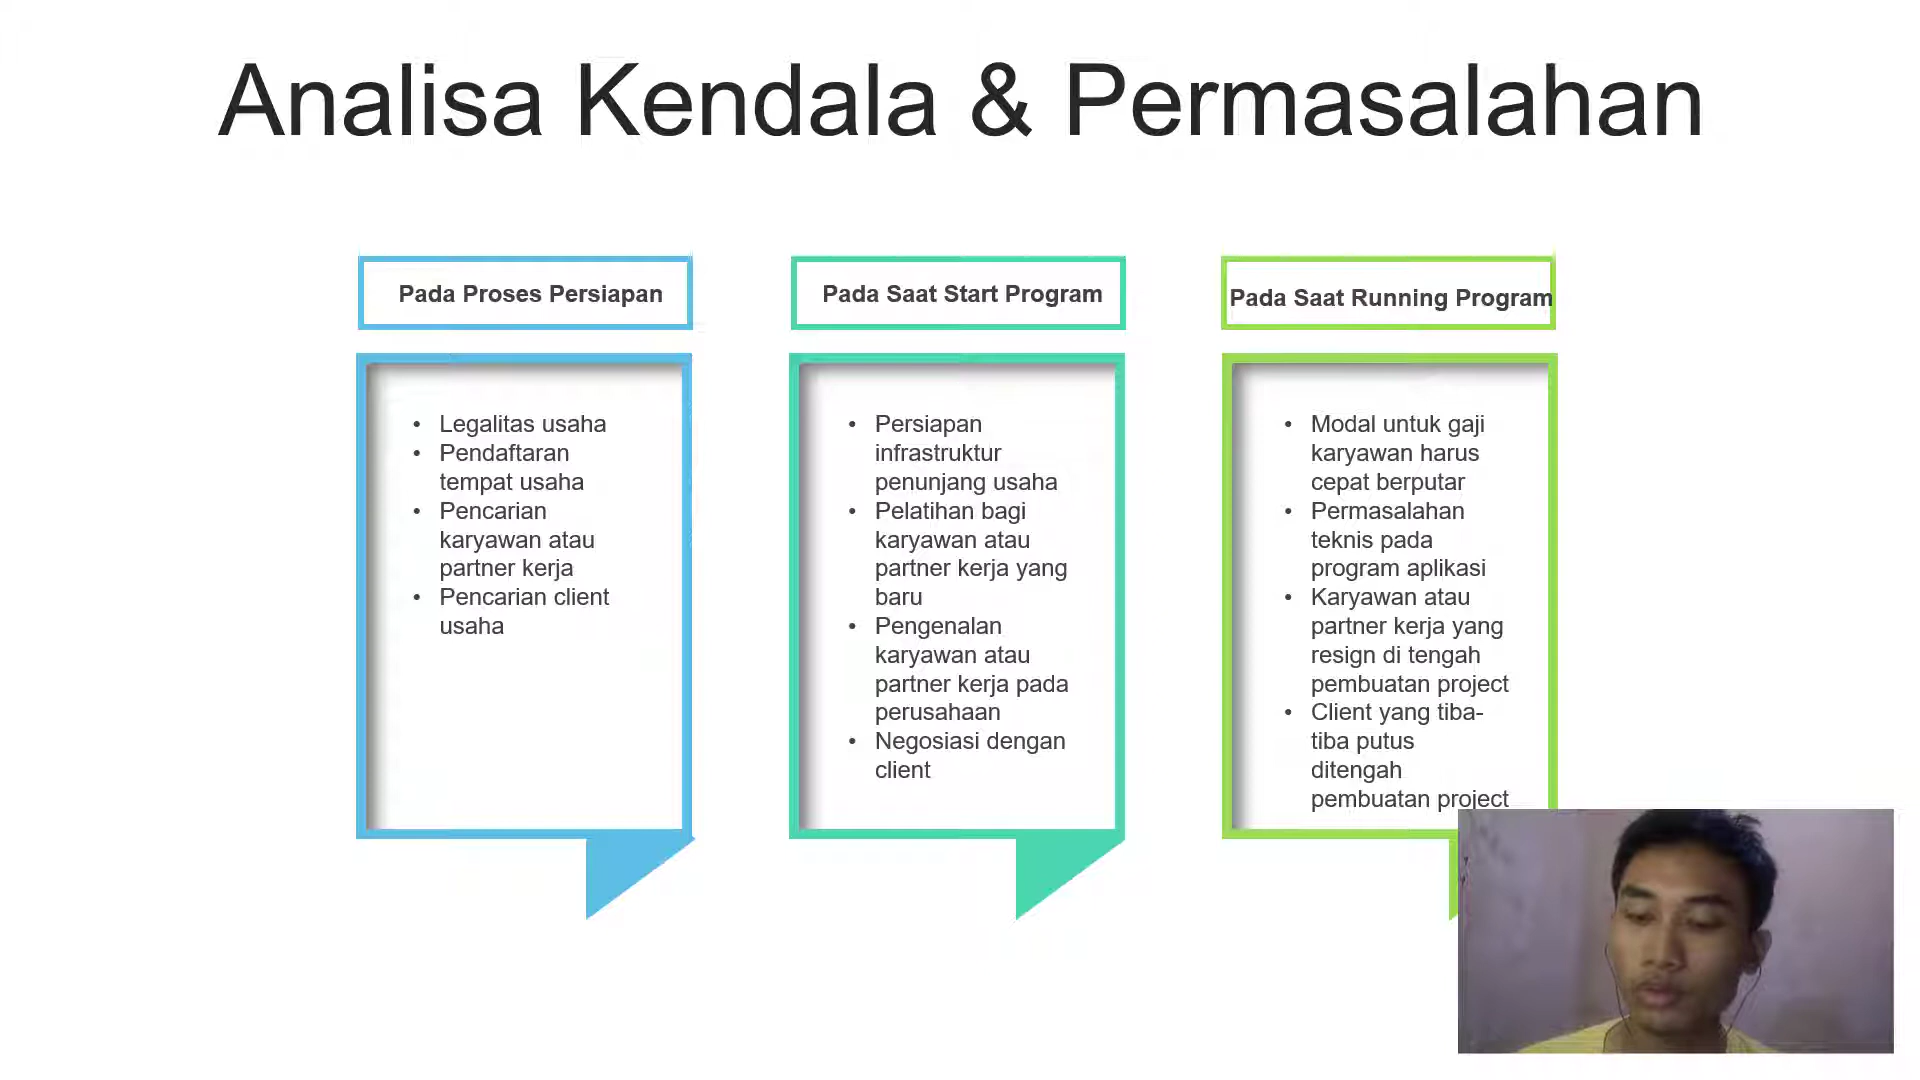 Analisa Kendala & Permasalahan
Pada Proses Persiapan
• Legalitas usaha
• Pendaftaran
tempat usaha
• Pencarian
karyawan atau
partner kerja
• Pencarian client
usaha
Pada Saat Start Program
• Persiapan
infrastruktur
penunjang usaha
• Pelatihan bagi
karyawan atau
partner kerja yang
baru
• Pengenalan
karyawan atau
partner kerja pada
perusahaan
• Negosiasi dengan
client
Pada Saat Running Program
• Modal untuk gaji
karyawan harus
cepat berputar
• Permasalahan
teknis pada
program aplikasi
• Karyawan atau
partner kerja yang
resign di tengah
pembuatan project
• Client yang tiba-
tiba putus
ditengah
pembuatan project